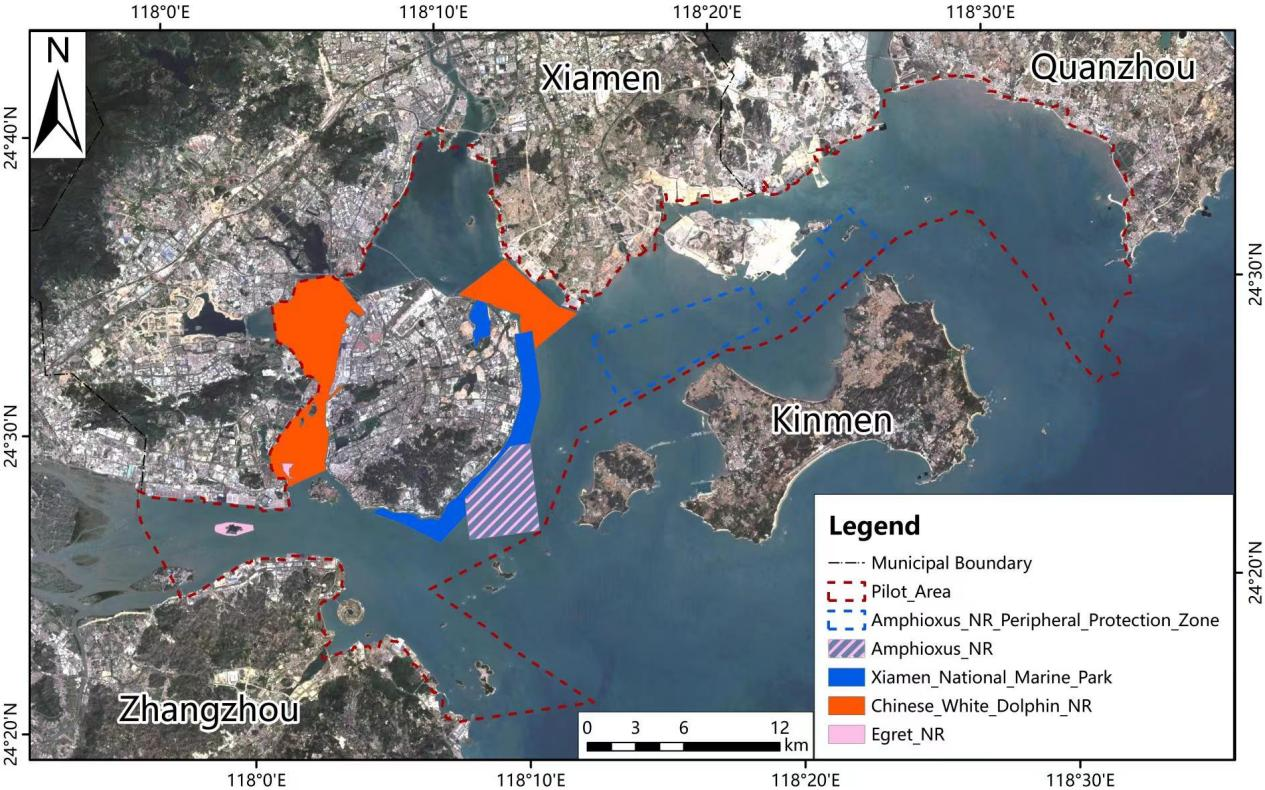 118°0'E 118°10'E 118°20'E 118°30'E
N
Xiamen
Quanzhou
24°40'N
24°30'N
Kinmen
24°30'N
Legend
Municipal Boundary
Pilot_Area
24°20'N
Amphioxus_NR_Peripheral_Protection_Zone
Amphioxus_NR
Xiamen_National_Marine_Park
Chinese_White_Dolphin_NR
Egret_NR
Zhangzhou
24°20'N
0 3 6 12
km
118°0'E 118°10'E 118°20'E 118°30'E